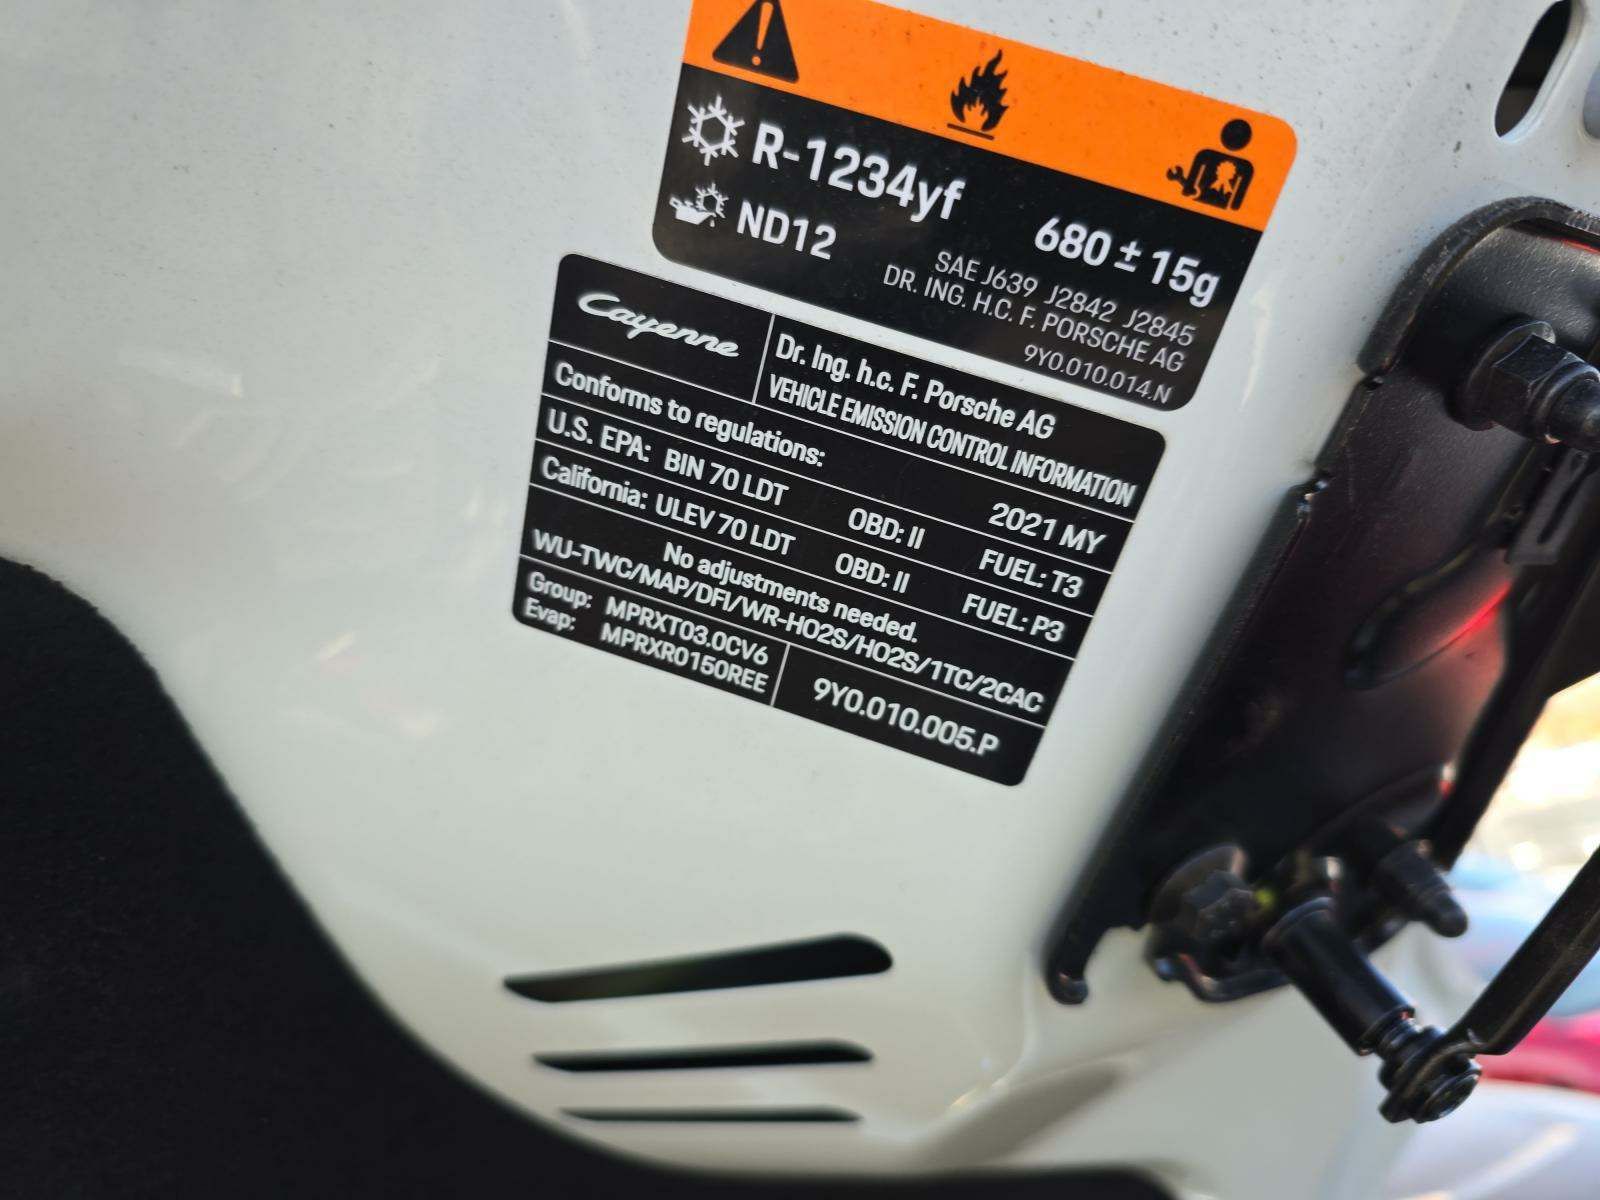 R-1234yf
ND12
680 ± 15g
SAE J639 J2842 J2845
DR. ING. H.C. F. PORSCHE AG
9Y0.010.014.N
Cayenne
Dr. Ing. h.c. F. Porsche AG
VEHICLE EMISSION CONTROL INFORMATION
Conforms to regulations: 2021 MY
U.S. EPA: BIN 70 LDT OBD: II FUEL: T3
California: ULEV 70 LDT OBD: II FUEL: P3
No adjustments needed.
WU-TWC/MAP/DFI/WR-HO2S/HO2S/1TC/2CAC
Group: MPRXT03.0CV6
Evap: MPRXR0150REE
9Y0.010.005.P